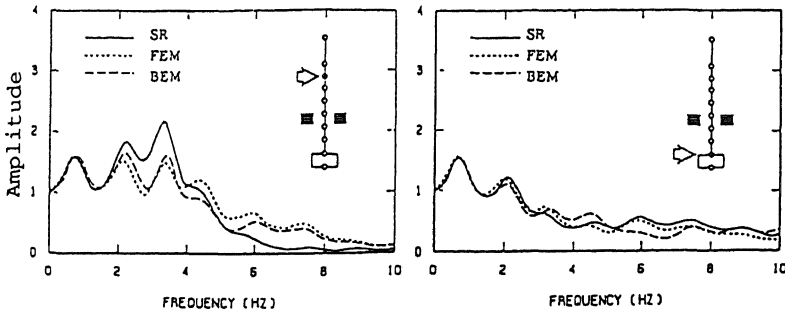 Amplitude
4
3
2
1
0
SR
FEM
BEM
0 2 4 6 8 10
FREQUENCY (HZ)
4
3
2
1
0
SR
FEM
BEM
0 2 4 6 8 10
FREQUENCY (HZ)